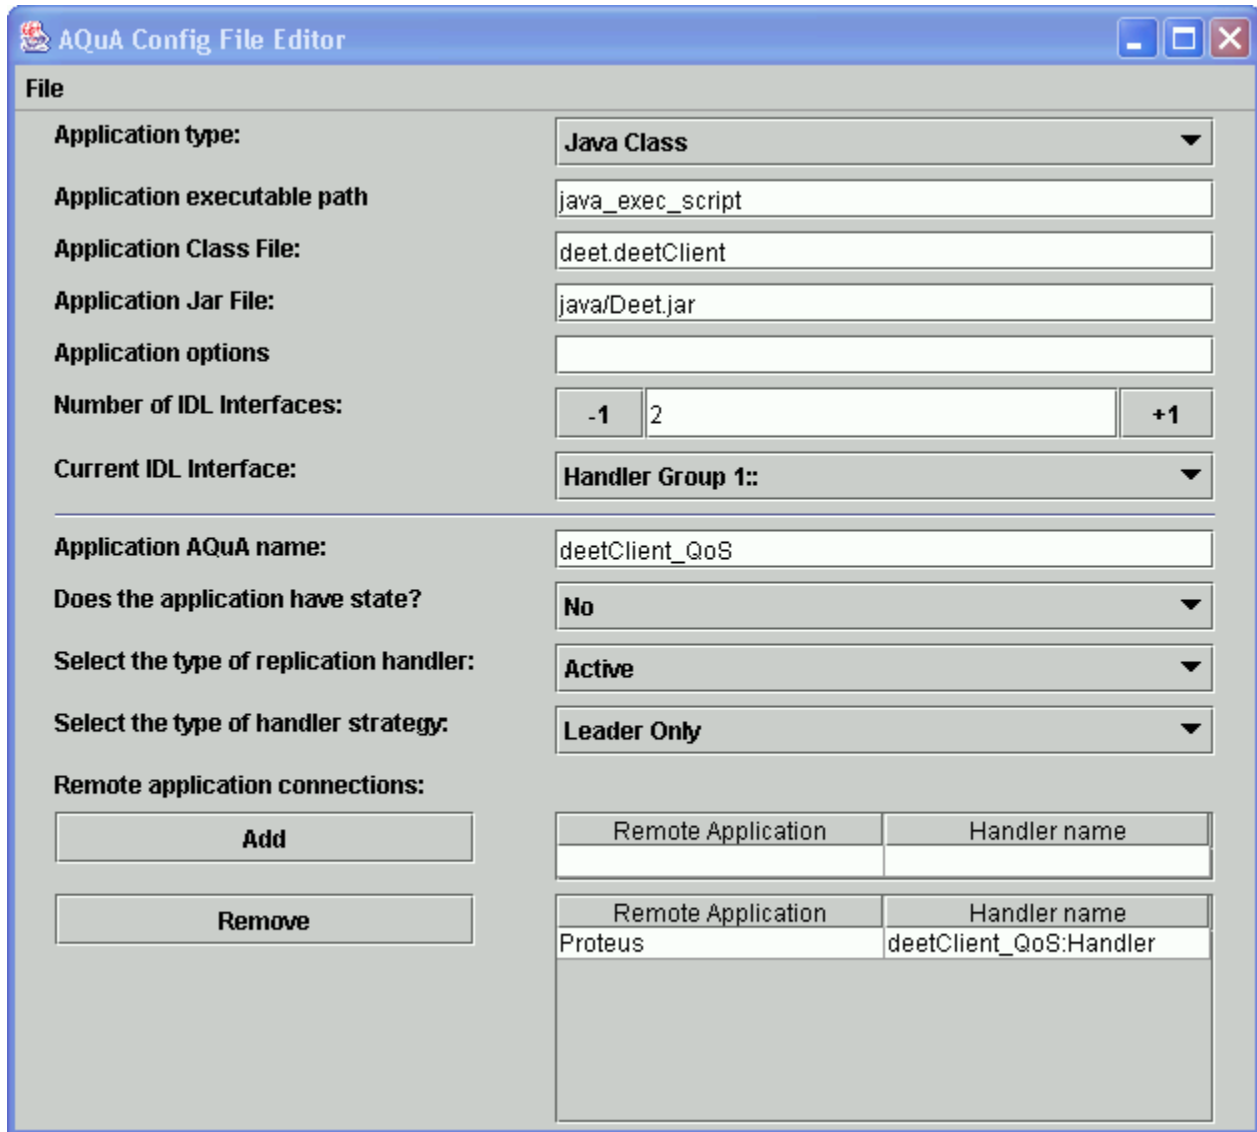 AQuA Config File Editor
File
Application type: Java Class
Application executable path java_exec_script
Application Class File: deet.deetClient
Application Jar File: java/Deet.jar
Application options
Number of IDL Interfaces: -1 2 +1
Current IDL Interface: Handler Group 1::
Application AQuA name: deetClient_QoS
Does the application have state? No
Select the type of replication handler: Active
Select the type of handler strategy: Leader Only
Remote application connections:
Add Remote Application Handler name
Remove Remote Application Handler name
Proteus deetClient_QoS:Handler